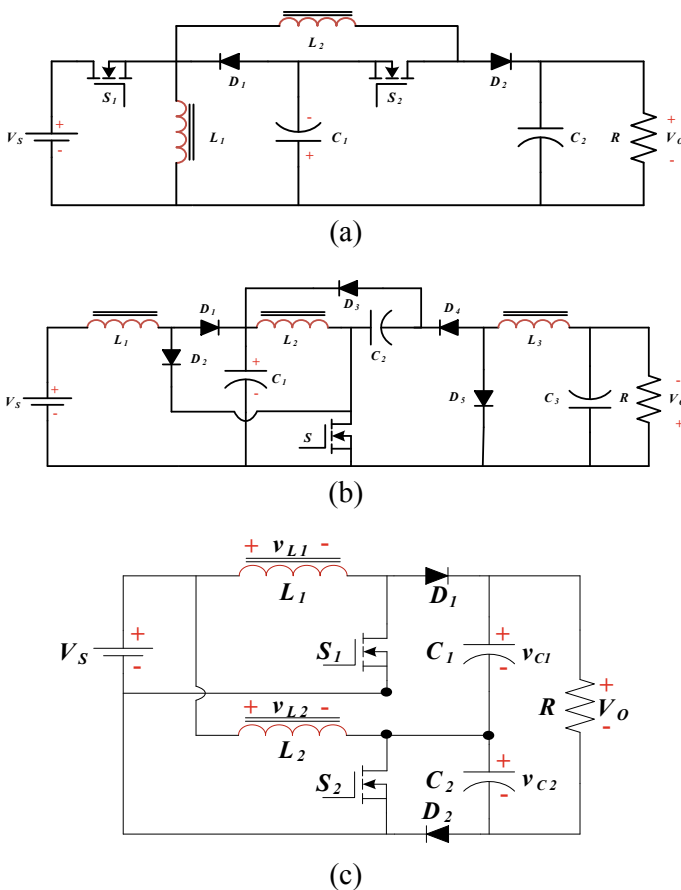 L2
S1
D1
S2
D2
VS
+
-
L1
-
+
C1
C2
R
+
-
(a)
L1
D1
L2
D3
C2
D4
L3
D2
+
-
C1
VS
+
-
S
D5
C3
R
-
+
(b)
+ vL1 -
L1
D1
VS
+
-
S1
C1
+
-
vC1
+ vL2 -
L2
R
+
-
VO
S2
C2
+
-
vC2
D2
(c)